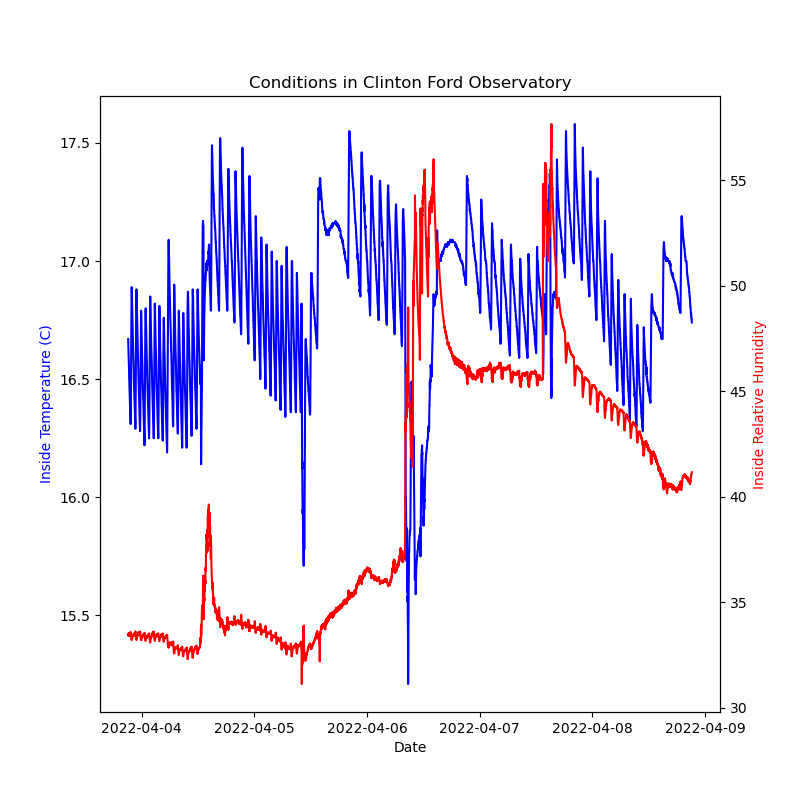 Conditions in Clinton Ford Observatory
Inside Temperature (C)
17.5
17.0
16.5
16.0
15.5
55
50
45
40
35
30
Inside Relative Humidity
2022-04-04 2022-04-05 2022-04-06 2022-04-07 2022-04-08 2022-04-09
Date